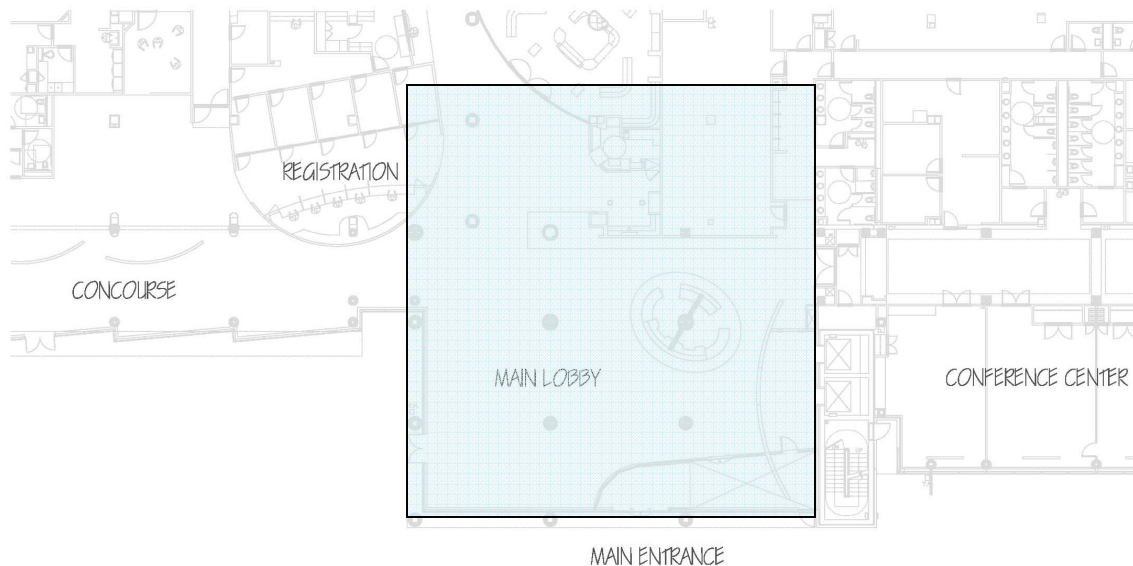 REGISTRATION
CONCOURSE
MAIN LOBBY
CONFERENCE CENTER
MAIN ENTRANCE